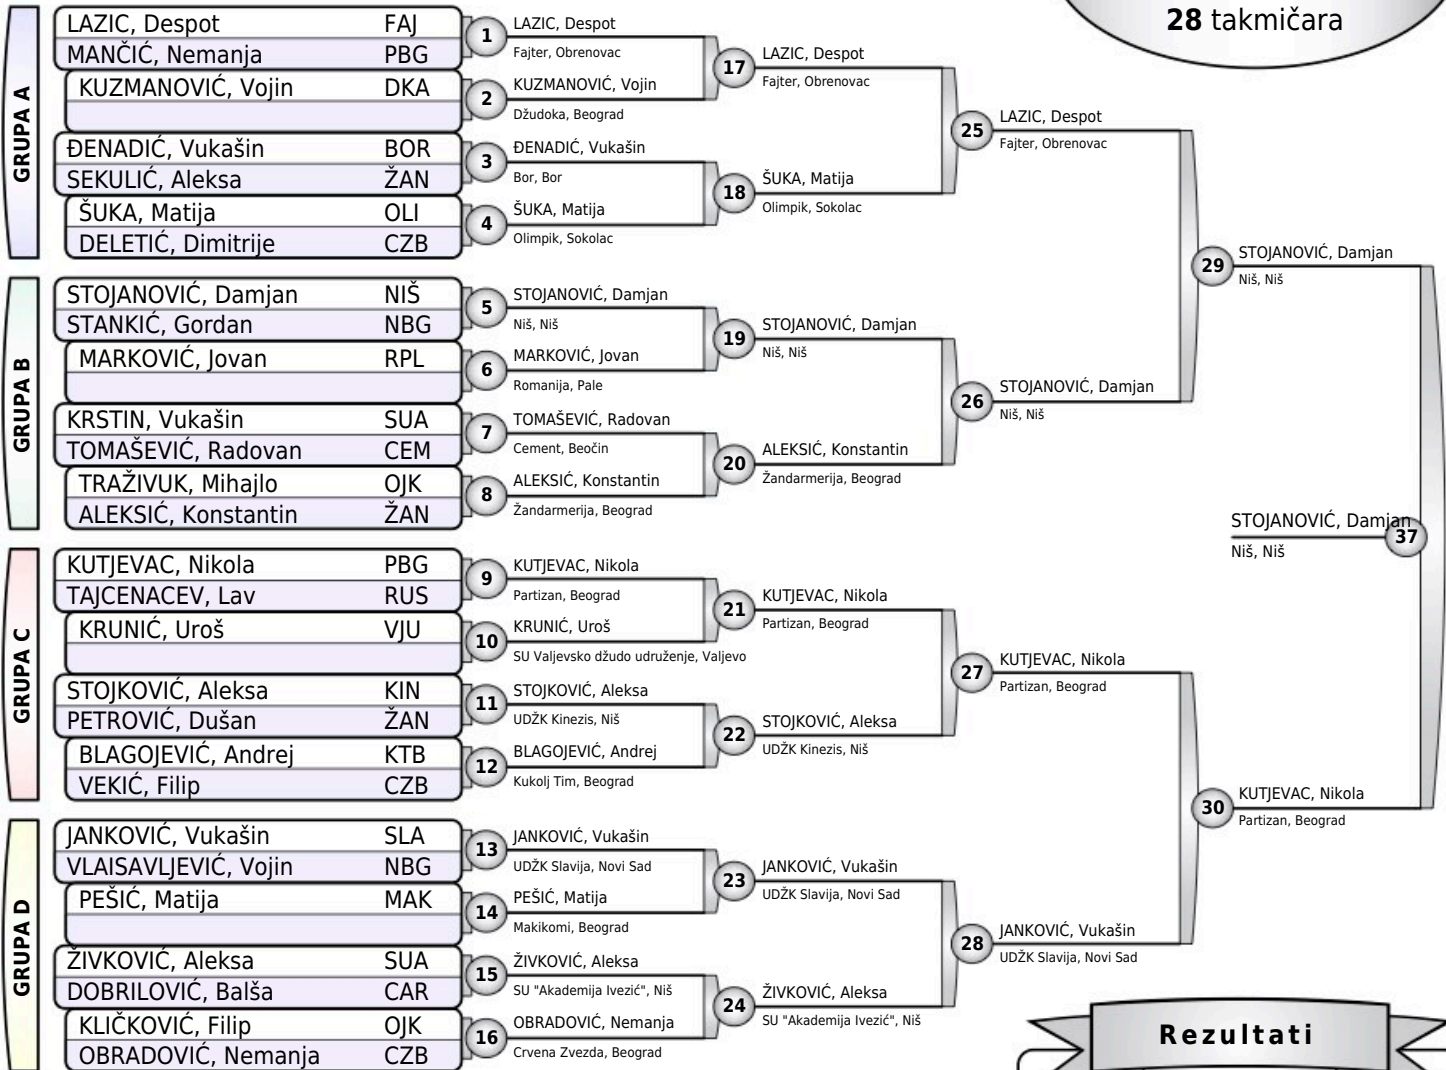 28 takmičara
GRUPA A
LAZIC, Despot FAJ
MANČIĆ, Nemanja PBG
KUZMANOVIĆ, Vojin DKA
ĐENADIĆ, Vukašin BOR
SEKULIĆ, Aleksa ŽAN
ŠUKA, Matija OLI
DELETIĆ, Dimitrije CZB
GRUPA B
STOJANOVIĆ, Damjan NIŠ
STANKIĆ, Gordan NBG
MARKOVIĆ, Jovan RPL
KRSTIN, Vukašin SUA
TOMAŠEVIĆ, Radovan CEM
TRAŽIVUK, Mihajlo OJK
ALEKSIĆ, Konstantin ŽAN
GRUPA C
KUTJEVAC, Nikola PBG
TAJCENACEV, Lav RUS
KRUNIĆ, Uroš VJU
STOJKOVIĆ, Aleksa KIN
PETROVIĆ, Dušan ŽAN
BLAGOJEVIĆ, Andrej KTB
VEKIĆ, Filip CZB
GRUPA D
JANKOVIĆ, Vukašin SLA
VLAISAVLJEVIĆ, Vojin NBG
PEŠIĆ, Matija MAK
ŽIVKOVIĆ, Aleksa SUA
DOBRILOVIĆ, Balša CAR
KLIČKOVIĆ, Filip OJK
OBRADOVIĆ, Nemanja CZB
1 LAZIC, Despot
Fajter, Obrenovac
2 KUZMANOVIĆ, Vojin
Džudoka, Beograd
3 ĐENADIĆ, Vukašin
Bor, Bor
4 ŠUKA, Matija
Olimpik, Sokolac
5 STOJANOVIĆ, Damjan
Niš, Niš
6 MARKOVIĆ, Jovan
Romanija, Pale
7 TOMAŠEVIĆ, Radovan
Cement, Beočin
8 ALEKSIĆ, Konstantin
Žandarmerija, Beograd
9 KUTJEVAC, Nikola
Partizan, Beograd
10 KRUNIĆ, Uroš
SU Valjevsko džudo udruženje, Valjevo
11 STOJKOVIĆ, Aleksa
UDŽK Kinezis, Niš
12 BLAGOJEVIĆ, Andrej
Kukolj Tim, Beograd
13 JANKOVIĆ, Vukašin
UDŽK Slavija, Novi Sad
14 PEŠIĆ, Matija
Makikomi, Beograd
15 ŽIVKOVIĆ, Aleksa
SU "Akademija Ivezić", Niš
16 OBRADOVIĆ, Nemanja
Crvena Zvezda, Beograd
17 LAZIC, Despot
Fajter, Obrenovac
18 ŠUKA, Matija
Olimpik, Sokolac
19 STOJANOVIĆ, Damjan
Niš, Niš
20 ALEKSIĆ, Konstantin
Žandarmerija, Beograd
21 KUTJEVAC, Nikola
Partizan, Beograd
22 STOJKOVIĆ, Aleksa
UDŽK Kinezis, Niš
23 JANKOVIĆ, Vukašin
UDŽK Slavija, Novi Sad
24 ŽIVKOVIĆ, Aleksa
SU "Akademija Ivezić", Niš
25 LAZIC, Despot
Fajter, Obrenovac
26 STOJANOVIĆ, Damjan
Niš, Niš
27 KUTJEVAC, Nikola
Partizan, Beograd
28 JANKOVIĆ, Vukašin
UDŽK Slavija, Novi Sad
29 STOJANOVIĆ, Damjan
Niš, Niš
30 KUTJEVAC, Nikola
Partizan, Beograd
STOJANOVIĆ, Damjan 37
Niš, Niš
Rezultati